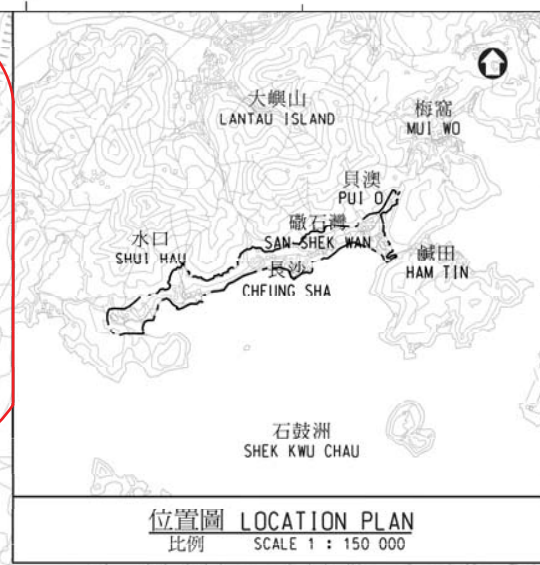 大嶼山
LANTAU ISLAND
梅窩
MUI WO
貝澳
PUI O
礮石灣
SAN SHEK WAN
水口
SHUI HAU
鹹田
HAM TIN
長沙
CHEUNG SHA
石鼓洲
SHEK KWU CHAU
位置圖 LOCATION PLAN
比例 SCALE 1 : 150 000